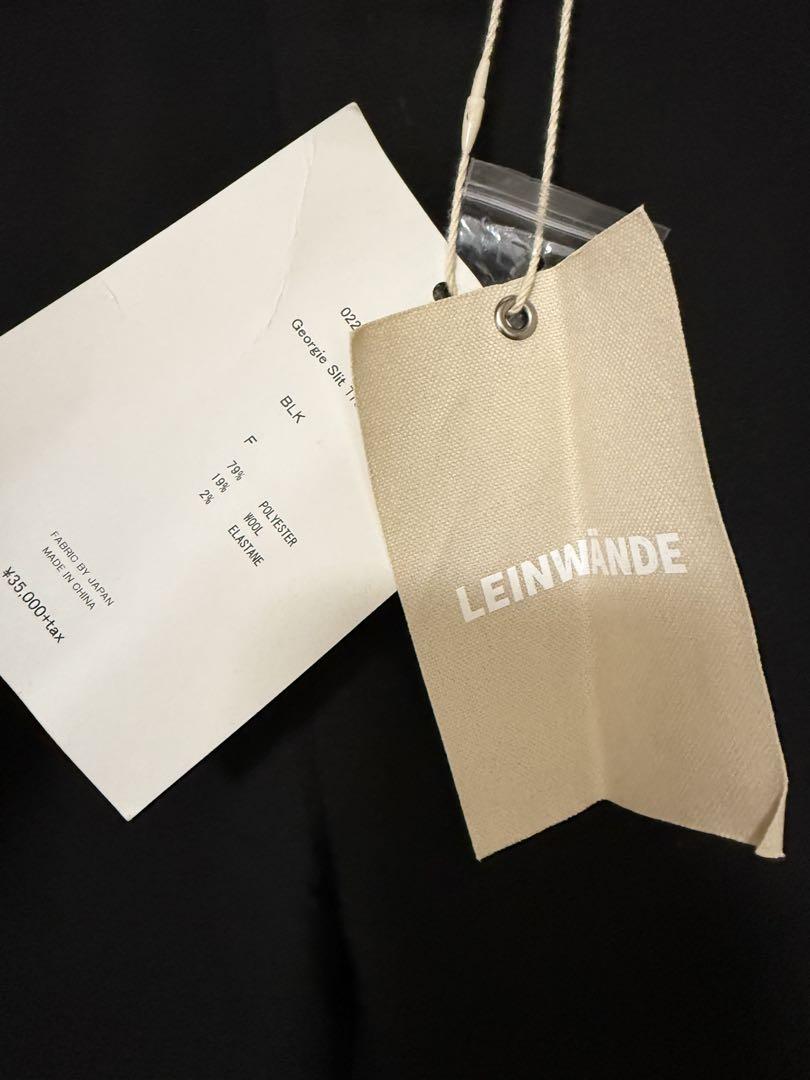 022
Georgie Slit
BLK
F
79% POLYESTER
19% WOOL
2% ELASTANE
FABRIC BY JAPAN
MADE IN CHINA
¥35,000+tax
LEINWÄNDE